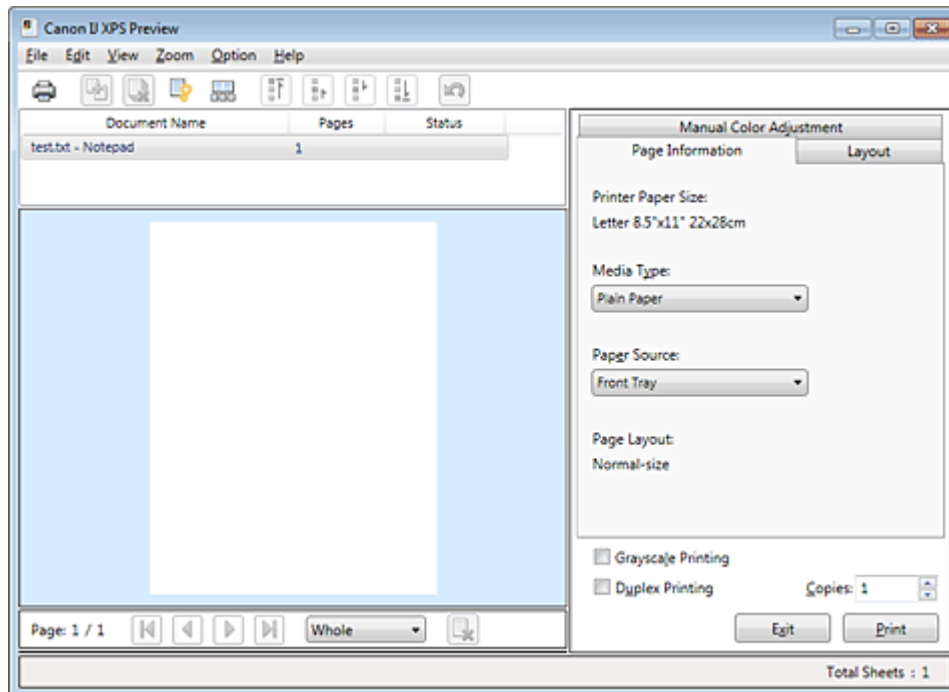 Canon IJ XPS Preview
File Edit View Zoom Option Help
Document Name Pages Status
test.txt - Notepad 1
Manual Color Adjustment
Page Information Layout
Printer Paper Size:
Letter 8.5"x11" 22x28cm
Media Type:
Plain Paper
Paper Source:
Front Tray
Page Layout:
Normal-size
Grayscale Printing
Duplex Printing Copies: 1
Page: 1 / 1 Whole
Exit Print
Total Sheets : 1